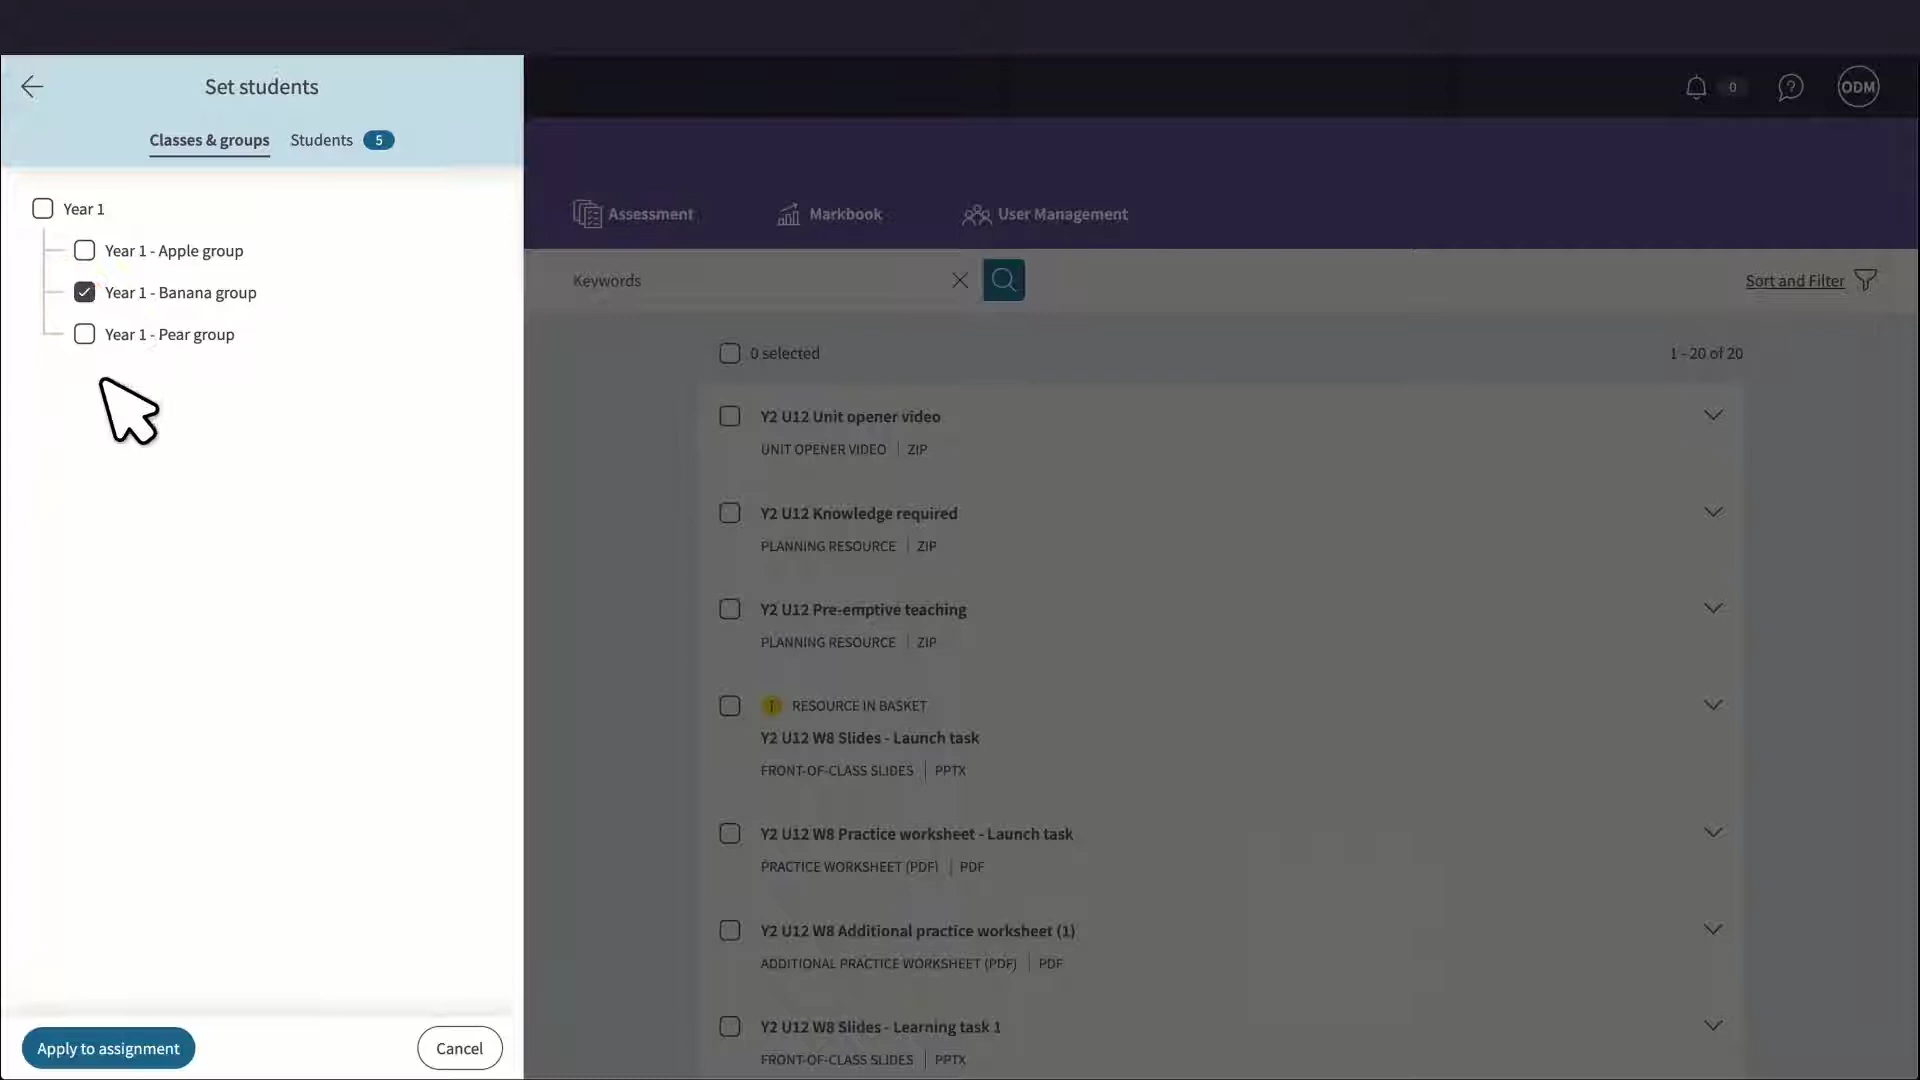 Set students
Classes & groups Students 5
Year 1
Year 1 - Apple group
Year 1 - Banana group
Year 1 - Pear group
Apply to assignment Cancel
0 ? ODM
Assessment Markbook User Management
Keywords Sort and Filter
0 selected 1 - 20 of 20
Y2 U12 Unit opener video
UNIT OPENER VIDEO | ZIP
Y2 U12 Knowledge required
PLANNING RESOURCE | ZIP
Y2 U12 Pre-emptive teaching
PLANNING RESOURCE | ZIP
RESOURCE IN BASKET
Y2 U12 W8 Slides - Launch task
FRONT-OF-CLASS SLIDES | PPTX
Y2 U12 W8 Practice worksheet - Launch task
PRACTICE WORKSHEET (PDF) | PDF
Y2 U12 W8 Additional practice worksheet (1)
ADDITIONAL PRACTICE WORKSHEET (PDF) | PDF
Y2 U12 W8 Slides - Learning task 1
FRONT-OF-CLASS SLIDES | PPTX